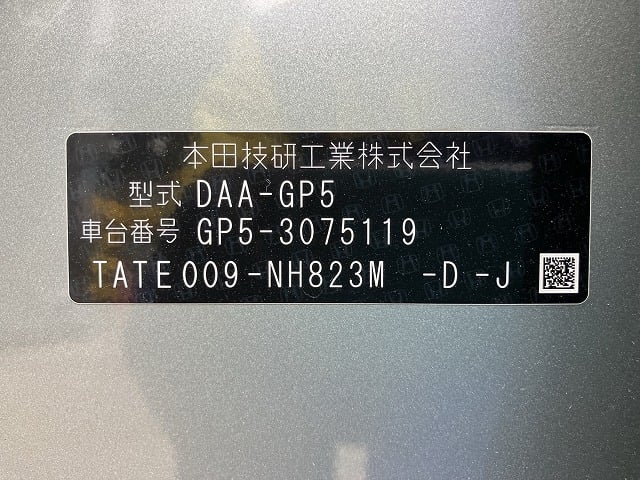 本田技研工業株式会社
型式 DAA-GP5
車台番号 GP5-3075119
TATE009-NH823M -D-J